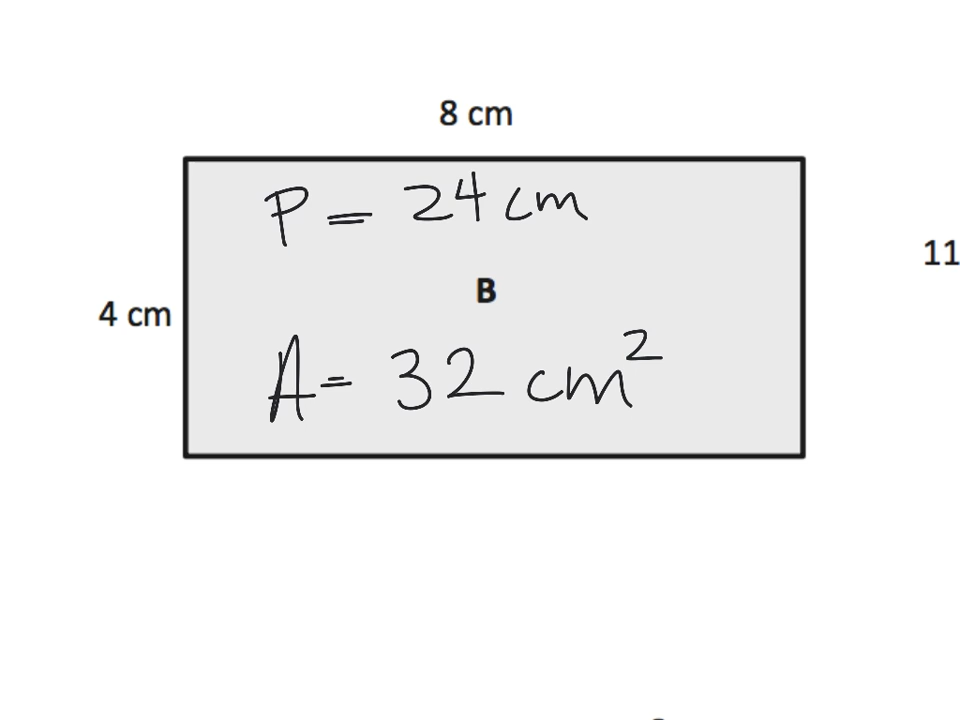 8 cm
P = 24 cm
11
B
4 cm
A = 32 cm²